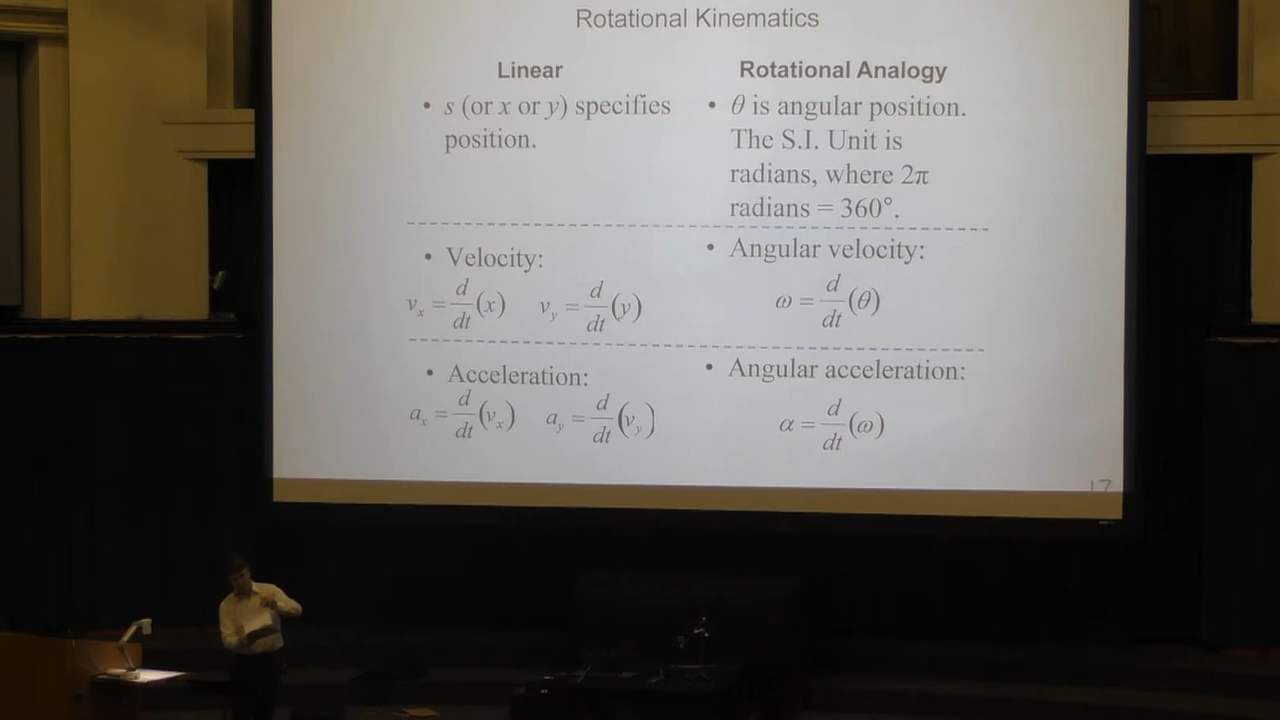 Rotational Kinematics
Linear
• s (or x or y) specifies
position.
Rotational Analogy
• θ is angular position.
The S.I. Unit is
radians, where 2π
radians = 360°.
• Velocity:
v_x = d/dt (x)    v_y = d/dt (y)
• Angular velocity:
ω = d/dt (θ)
• Acceleration:
a_x = d/dt (v_x)    a_y = d/dt (v_y)
• Angular acceleration:
α = d/dt (ω)
17